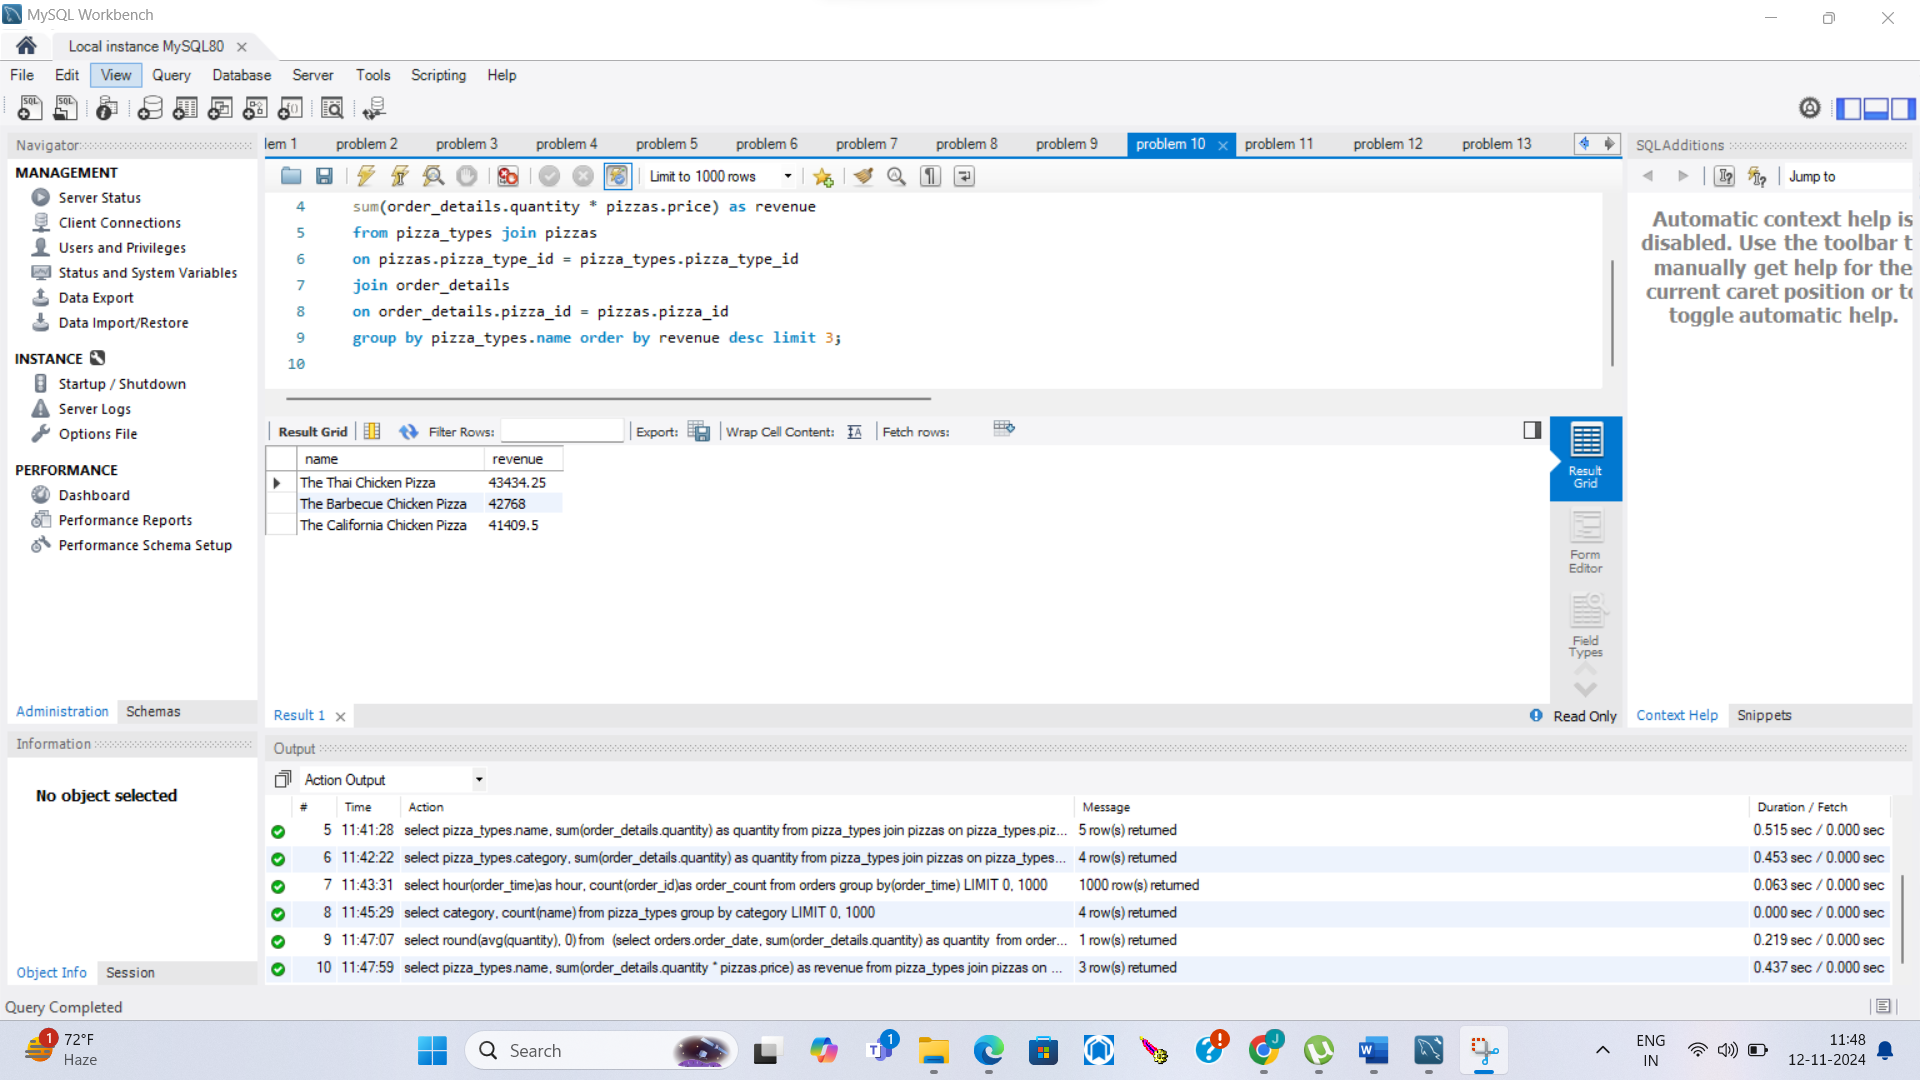 MySQL Workbench
Local instance MySQL80
File Edit View Query Database Server Tools Scripting Help
Navigator
lem 1 problem 2 problem 3 problem 4 problem 5 problem 6 problem 7 problem 8 problem 9 problem 10 problem 11 problem 12 problem 13
SQLAdditions
MANAGEMENT
Server Status
Client Connections
Users and Privileges
Status and System Variables
Data Export
Data Import/Restore
INSTANCE
Startup / Shutdown
Server Logs
Options File
PERFORMANCE
Dashboard
Performance Reports
Performance Schema Setup
Administration Schemas
Information
No object selected
Object Info Session
Limit to 1000 rows
4 sum(order_details.quantity * pizzas.price) as revenue
5 from pizza_types join pizzas
6 on pizzas.pizza_type_id = pizza_types.pizza_type_id
7 join order_details
8 on order_details.pizza_id = pizzas.pizza_id
9 group by pizza_types.name order by revenue desc limit 3;
10
Result Grid Filter Rows: Export: Wrap Cell Content: Fetch rows:
name revenue
The Thai Chicken Pizza 43434.25
The Barbecue Chicken Pizza 42768
The California Chicken Pizza 41409.5
Result
Grid
Form
Editor
Field
Types
Result 1 Read Only
Jump to
Automatic context help is
disabled. Use the toolbar t
manually get help for the
current caret position or to
toggle automatic help.
Context Help Snippets
Output
Action Output
# Time Action Message Duration / Fetch
5 11:41:28 select pizza_types.name, sum(order_details.quantity) as quantity from pizza_types join pizzas on pizza_types.piz... 5 row(s) returned 0.515 sec / 0.000 sec
6 11:42:22 select pizza_types.category, sum(order_details.quantity) as quantity from pizza_types join pizzas on pizza_types... 4 row(s) returned 0.453 sec / 0.000 sec
7 11:43:31 select hour(order_time)as hour, count(order_id)as order_count from orders group by(order_time) LIMIT 0, 1000 1000 row(s) returned 0.063 sec / 0.000 sec
8 11:45:29 select category, count(name) from pizza_types group by category LIMIT 0, 1000 4 row(s) returned 0.000 sec / 0.000 sec
9 11:47:07 select round(avg(quantity), 0) from (select orders.order_date, sum(order_details.quantity) as quantity from order... 1 row(s) returned 0.219 sec / 0.000 sec
10 11:47:59 select pizza_types.name, sum(order_details.quantity * pizzas.price) as revenue from pizza_types join pizzas on ... 3 row(s) returned 0.437 sec / 0.000 sec
Query Completed
1 72°F
Haze
Search
1
J
ENG
IN
11:48
12-11-2024